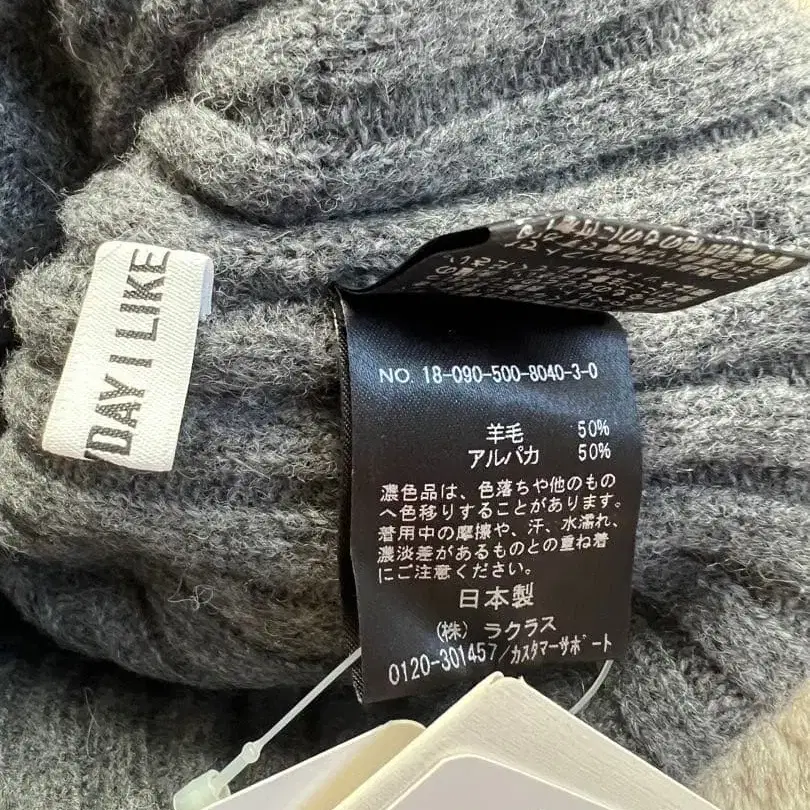 'DAY I LIKE
NO. 18-090-500-8040-3-0
羊毛 50%
アルパカ 50%
濃色品は、色落ちや他のもの
へ色移りすることがあります。
着用中の摩擦や、汗、水濡れ、
濃淡差があるものとの重ね着
にご注意ください。
日本製
(株) ラクラス
0120-301457/カスタマーサポート